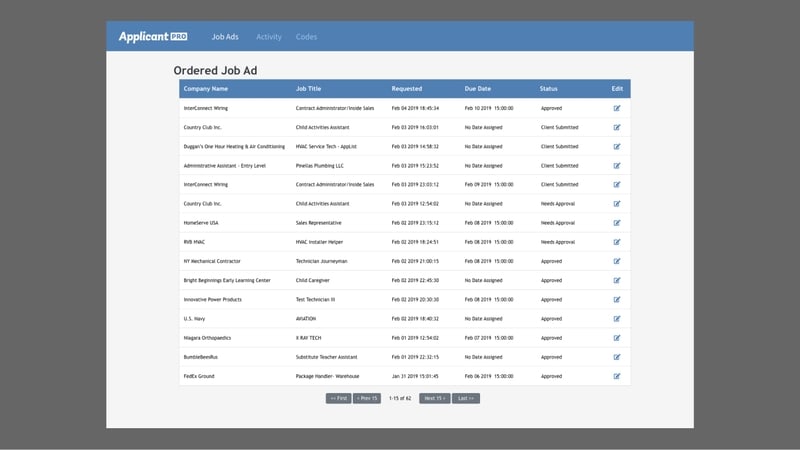 Applicant PRO Job Ads Activity Codes
Ordered Job Ad
Company Name Job Title Requested Due Date Status Edit
InterConnect Wiring Contract Administrator/Inside Sales Feb 04 2019 18:45:34 Feb 10 2019 15:00:00 Approved
Country Club Inc. Child Activities Assistant Feb 03 2019 16:03:01 No Date Assigned Client Submitted
Duggan's One Hour Heating & Air Conditioning HVAC Service Tech - AppList Feb 03 2019 14:58:32 No Date Assigned Client Submitted
Administrative Assistant - Entry Level Pinellas Plumbing LLC Feb 03 2019 15:23:52 No Date Assigned Client Submitted
InterConnect Wiring Contract Administrator/Inside Sales Feb 03 2019 23:03:12 Feb 09 2019 15:00:00 Client Submitted
Country Club Inc. Child Activities Assistant Feb 03 2019 12:54:02 No Date Assigned Needs Approval
HomeServe USA Sales Representative Feb 02 2019 23:15:12 Feb 08 2019 15:00:00 Needs Approval
RVB HVAC HVAC Installer Helper Feb 02 2019 18:24:51 Feb 08 2019 15:00:00 Needs Approval
NY Mechanical Contractor Technician Journeyman Feb 02 2019 21:00:15 Feb 08 2019 15:00:00 Approved
Bright Beginnings Early Learning Center Child Caregiver Feb 02 2019 22:45:30 No Date Assigned Approved
Innovative Power Products Test Technician III Feb 02 2019 20:30:30 Feb 08 2019 15:00:00 Approved
U.S. Navy AVIATION Feb 02 2019 18:40:32 No Date Assigned Approved
Niagara Orthopaedics X RAY TECH Feb 01 2019 12:54:02 Feb 07 2019 15:00:00 Approved
BumbleBeesRus Substitute Teacher Assistant Feb 01 2019 22:32:15 No Date Assigned Approved
FedEx Ground Package Handler- Warehouse Jan 31 2019 15:01:45 Feb 06 2019 15:00:00 Approved
<< First < Prev 15 1-15 of 62 Next 15 > Last >>